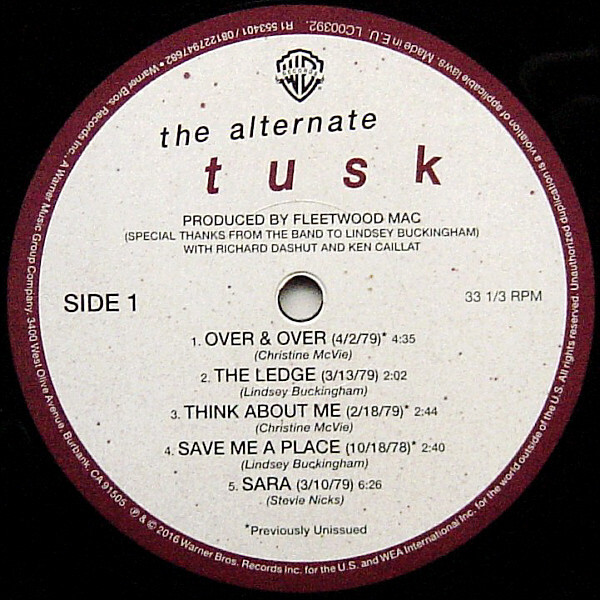 WB
RECORDS
the alternate
tusk
PRODUCED BY FLEETWOOD MAC
(SPECIAL THANKS FROM THE BAND TO LINDSEY BUCKINGHAM)
WITH RICHARD DASHUT AND KEN CAILLAT
SIDE 1
33 1/3 RPM
1. OVER & OVER (4/2/79)* 4:35
(Christine McVie)
2. THE LEDGE (3/13/79) 2:02
(Lindsey Buckingham)
3. THINK ABOUT ME (2/18/79)* 2:44
(Christine McVie)
4. SAVE ME A PLACE (10/18/78)* 2:40
(Lindsey Buckingham)
5. SARA (3/10/79) 6:26
(Stevie Nicks)
*Previously Unissued
R1 553401 / 081227947682 • Warner Bros. Records Inc., A Warner Music Group Company, 3400 West Olive Avenue, Burbank, CA 91505 ℗ & © 2016 Warner Bros. Records Inc. for the U.S. and WEA International Inc. for the world outside of the U.S. All rights reserved. Unauthorized duplication is a violation of applicable laws. Made in E.U. LC00392.